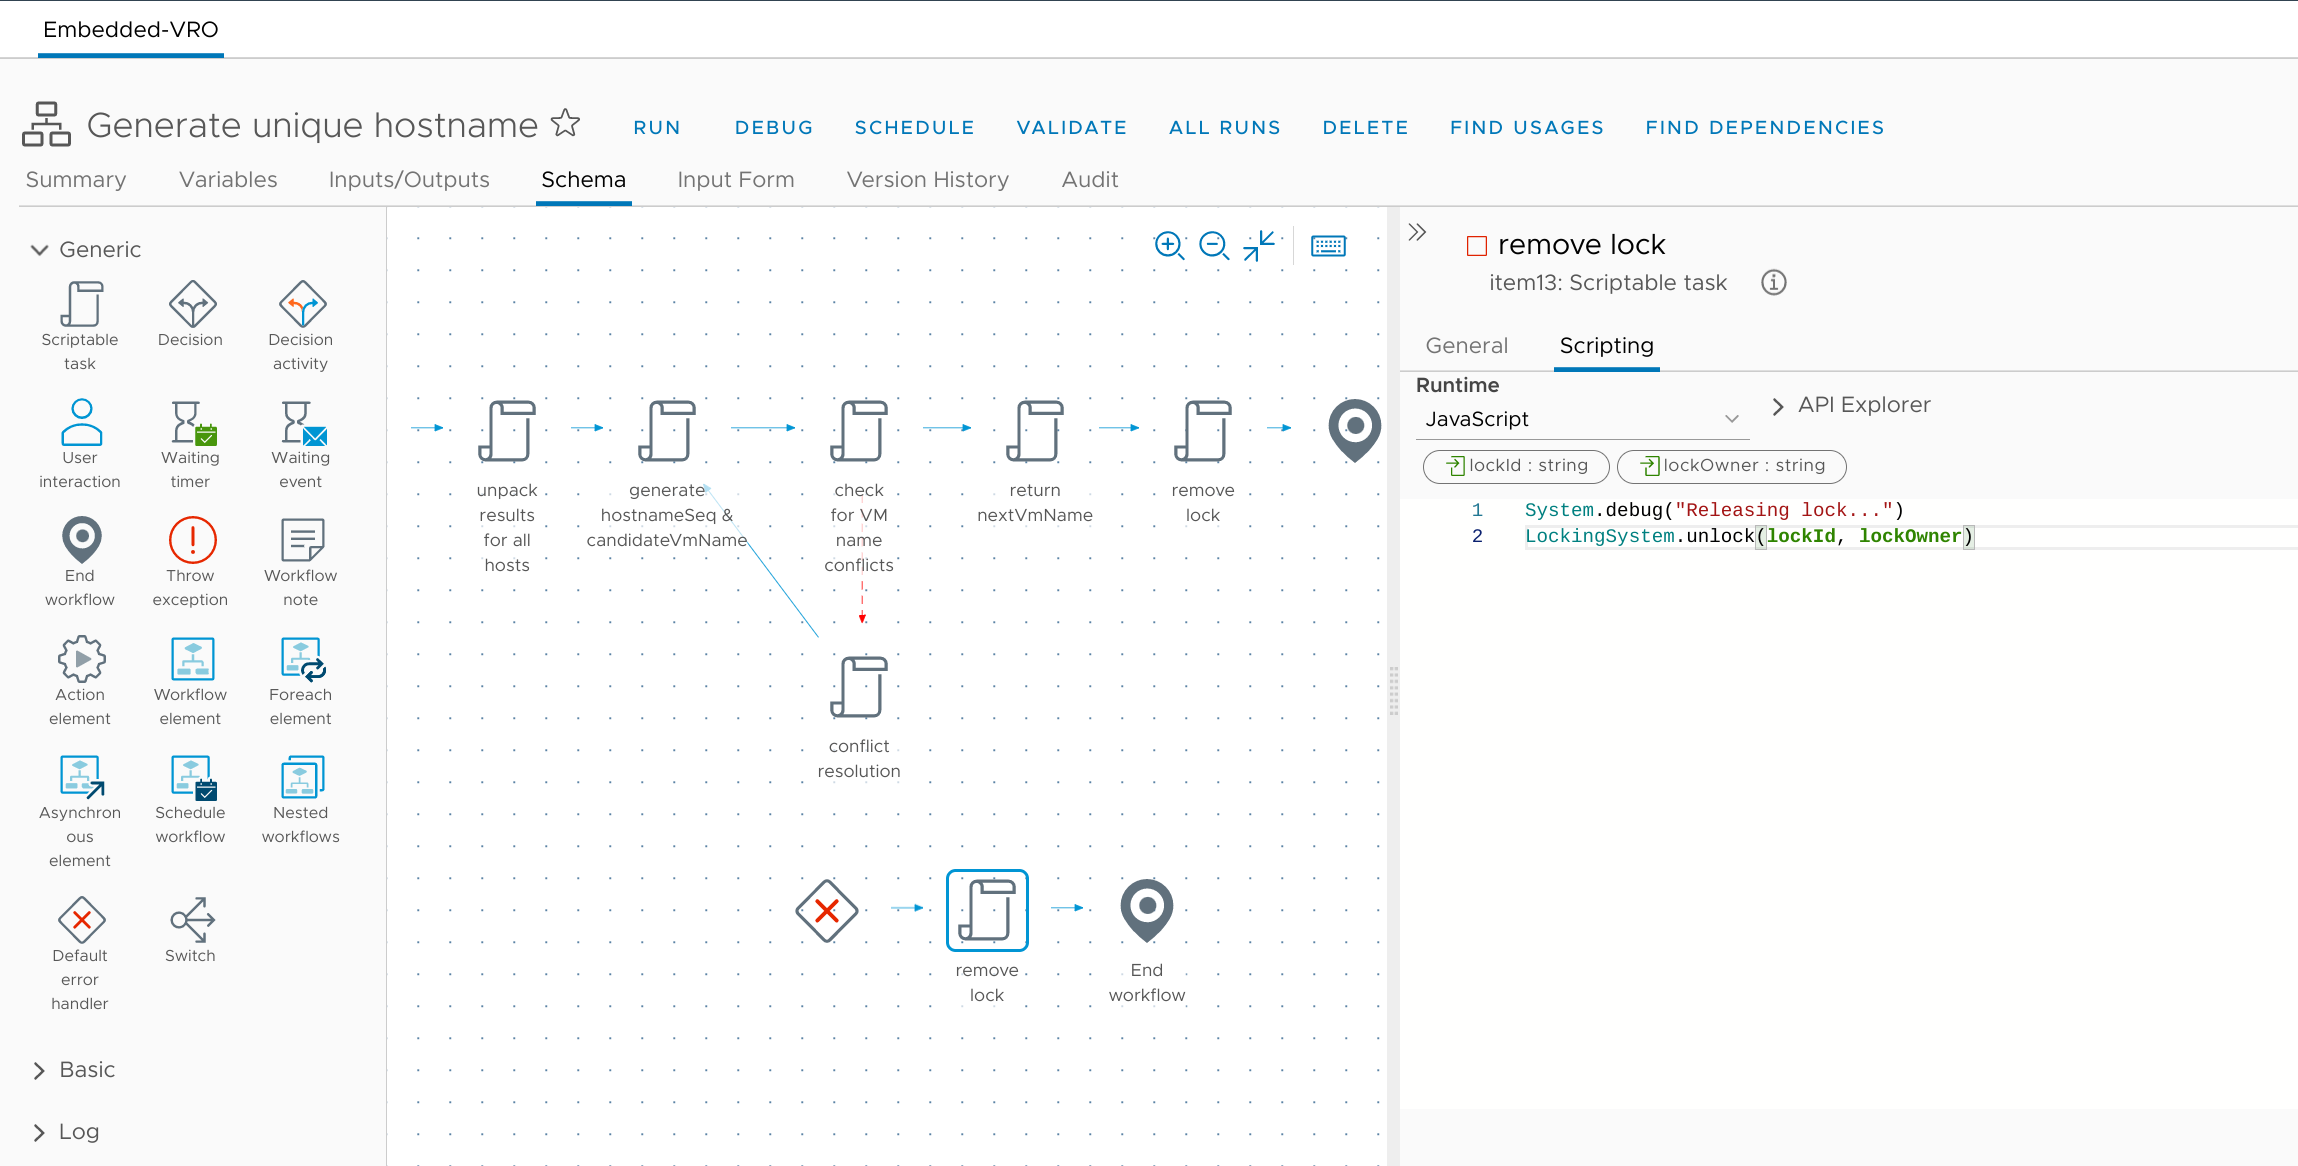 Embedded-VRO
Generate unique hostname
RUN DEBUG SCHEDULE VALIDATE ALL RUNS DELETE FIND USAGES FIND DEPENDENCIES
Summary Variables Inputs/Outputs Schema Input Form Version History Audit
Generic
Scriptable
task
Decision
Decision
activity
User
interaction
Waiting
timer
Waiting
event
End
workflow
Throw
exception
Workflow
note
Action
element
Workflow
element
Foreach
element
Asynchron
ous
element
Schedule
workflow
Nested
workflows
Default
error
handler
Switch
Basic
Log
unpack
results
for all
hosts
generate
hostnameSeq &
candidateVmName
check
for VM
name
conflicts
return
nextVmName
remove
lock
conflict
resolution
remove
lock
End
workflow
remove lock
item13: Scriptable task
General Scripting
Runtime
JavaScript
API Explorer
lockId : string
lockOwner : string
1 System.debug("Releasing lock...")
2 LockingSystem.unlock(lockId, lockOwner)